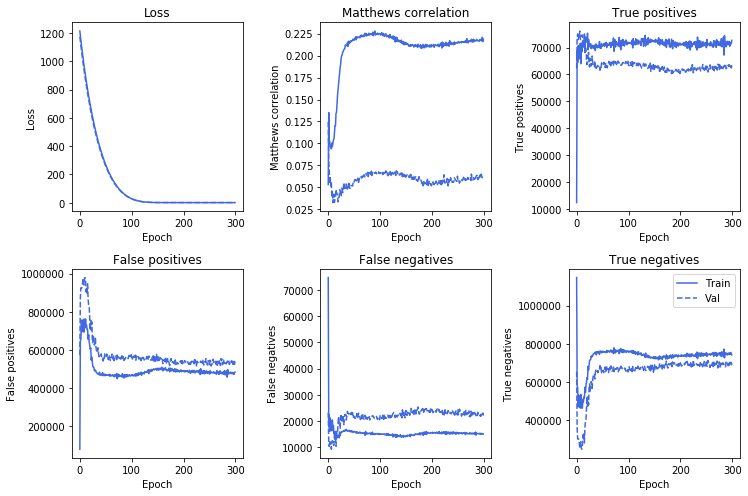 Loss
Matthews correlation
True positives
1200
1000
800
600
400
200
0
Loss
0 100 200 300
Epoch
0.225
0.200
0.175
0.150
0.125
0.100
0.075
0.050
0.025
Matthews correlation
0 100 200 300
Epoch
70000
60000
50000
40000
30000
20000
10000
True positives
0 100 200 300
Epoch
False positives
False negatives
True negatives
1000000
800000
600000
400000
200000
False positives
0 100 200 300
Epoch
70000
60000
50000
40000
30000
20000
10000
False negatives
0 100 200 300
Epoch
Train
Val
1000000
800000
600000
400000
True negatives
0 100 200 300
Epoch